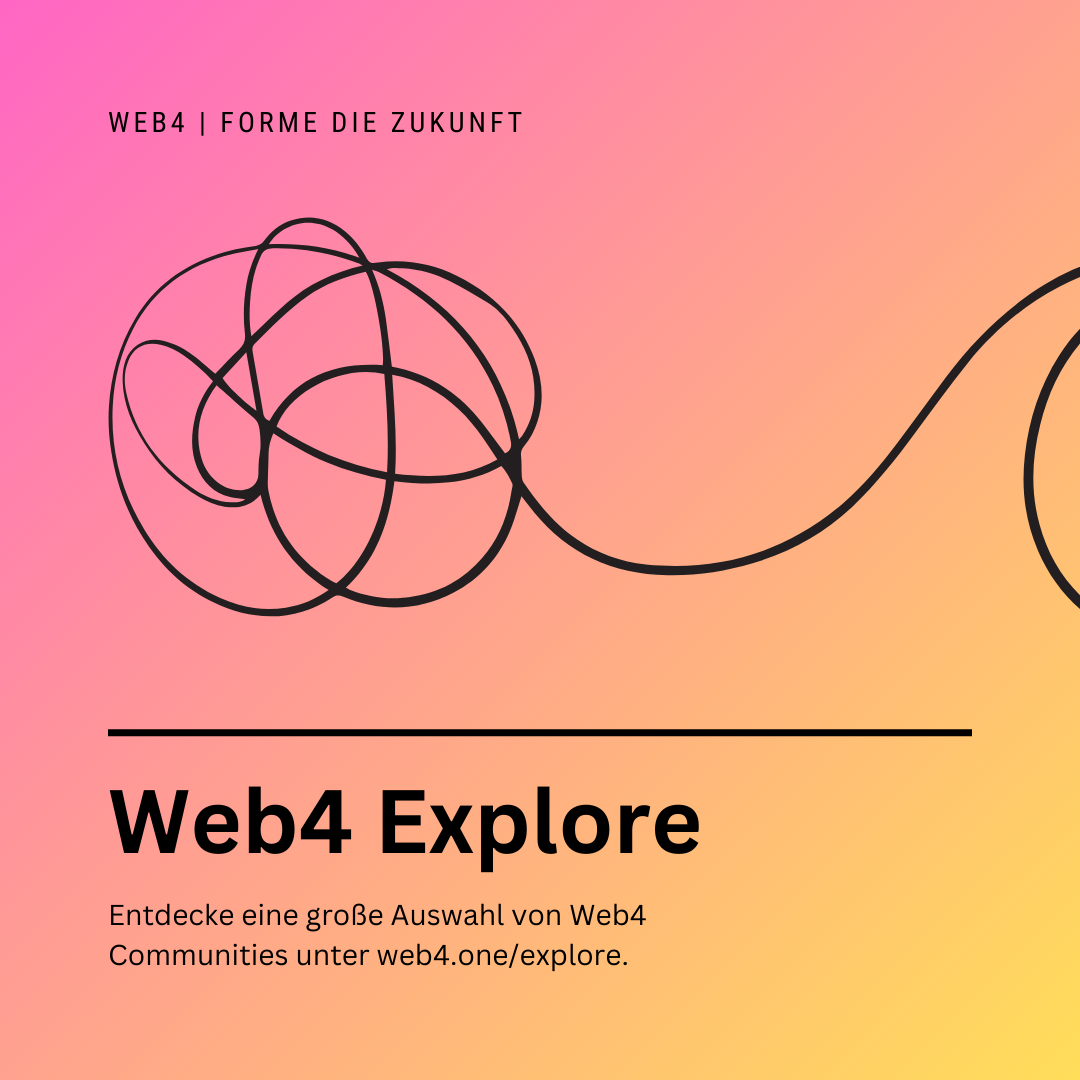 WEB4 | FORME DIE ZUKUNFT
Web4 Explore
Entdecke eine große Auswahl von Web4
Communities unter web4.one/explore.